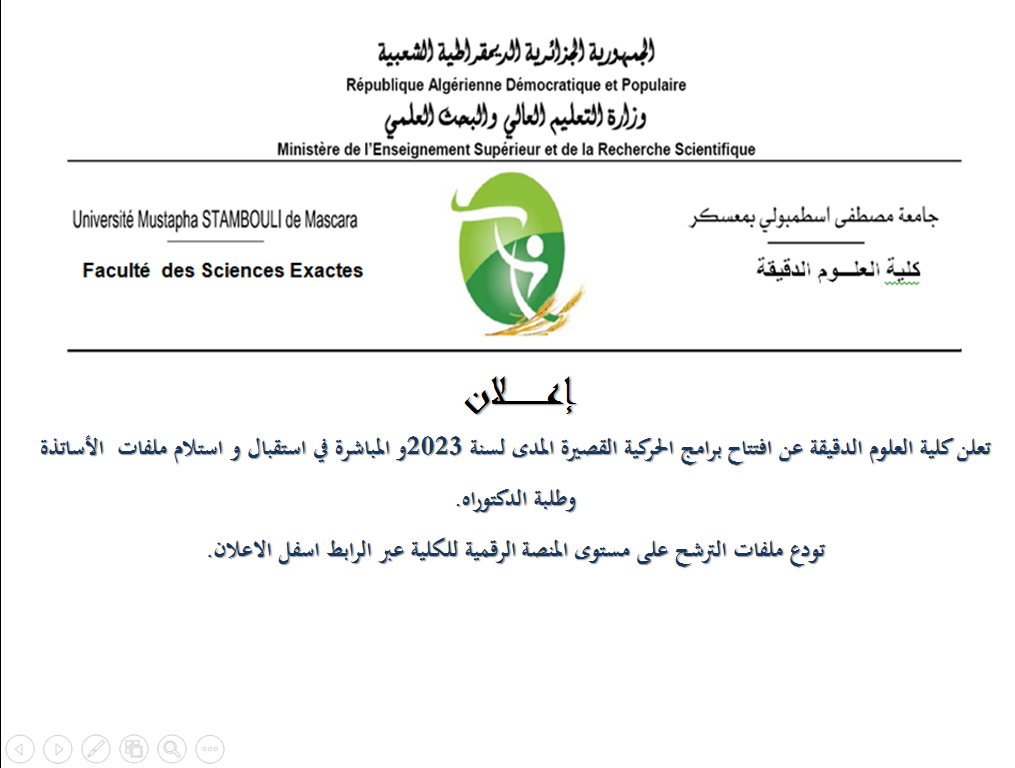 الجمهورية الجزائرية الديمقراطية الشعبية
République Algérienne Démocratique et Populaire
وزارة التعليم العالي والبحث العلمي
Ministère de l'Enseignement Supérieur et de la Recherche Scientifique
جامعة مصطفى اسطمبولي بمعسكر
كلية العلـــوم الدقيقة
Université Mustapha STAMBOULI de Mascara
Faculté des Sciences Exactes
إعـــــلان
تعلن كلية العلوم الدقيقة عن افتتاح برامج الحركية القصيرة المدى لسنة 2023و المباشرة في استقبال و استلام ملفات الأساتذة
وطلبة الدكتوراه.
تودع ملفات الترشح على مستوى المنصة الرقمية للكلية عبر الرابط اسفل الاعلان.